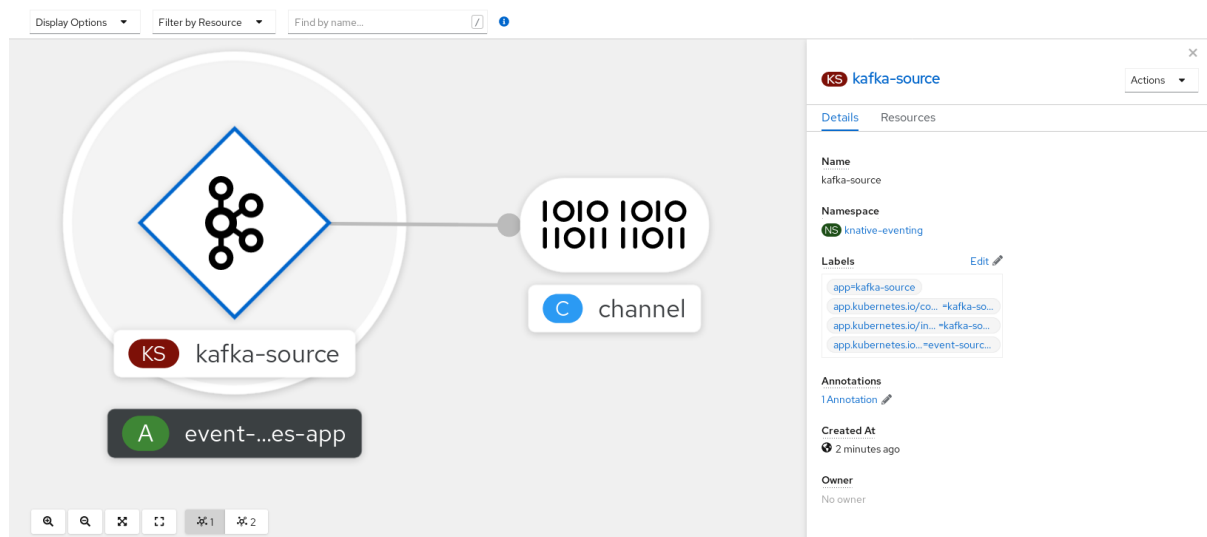 Display Options
Filter by Resource
Find by name...
/
KS kafka-source
Actions
Details
Resources
Name
kafka-source
Namespace
NS knative-eventing
Labels
Edit
app=kafka-source
app.kubernetes.io/co... =kafka-so...
app.kubernetes.io/in... =kafka-so...
app.kubernetes.io...=event-sourc...
Annotations
1 Annotation
Created At
2 minutes ago
Owner
No owner
1010 1010
11011 11011
C channel
KS kafka-source
A event-...es-app
1
2